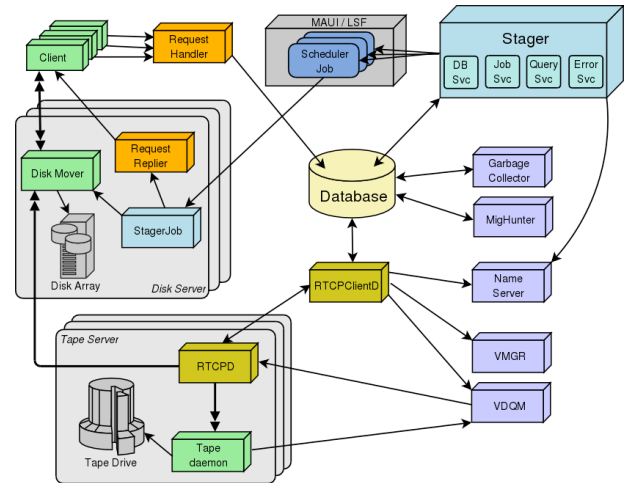 MAUI / LSF
Client
Request
Handler
Scheduler
Job
Stager
DB
Svc
Job
Svc
Query
Svc
Error
Svc
Request
Replier
Disk Mover
Database
Garbage
Collector
MigHunter
StagerJob
Disk Array
Disk Server
RTCPClientD
Name
Server
Tape Server
RTCPD
VMGR
VDQM
Tape Drive
Tape
daemon